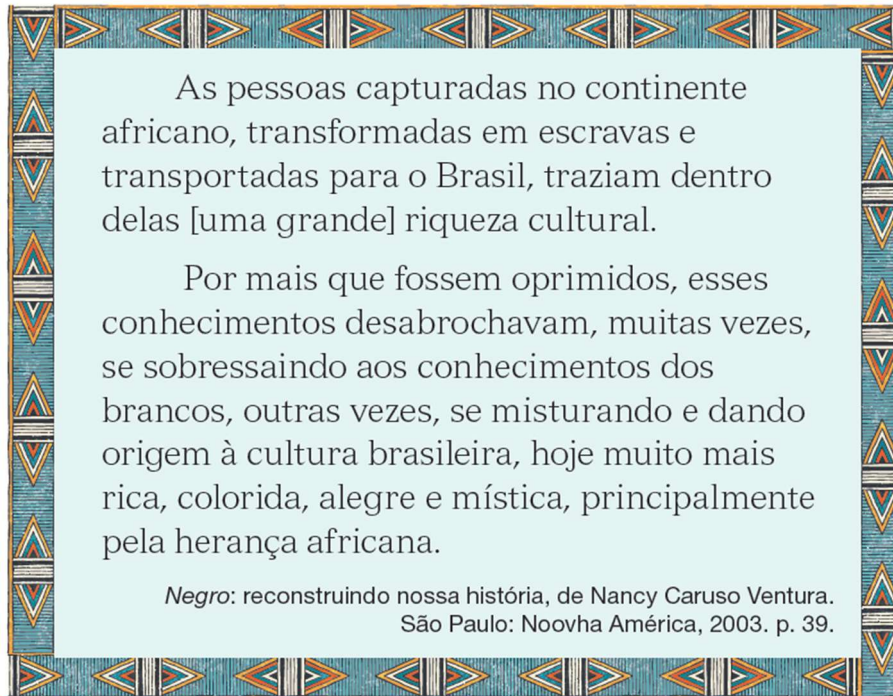 As pessoas capturadas no continente
africano, transformadas em escravas e
transportadas para o Brasil, traziam dentro
delas [uma grande] riqueza cultural.
Por mais que fossem oprimidos, esses
conhecimentos desabrochavam, muitas vezes,
se sobressaindo aos conhecimentos dos
brancos, outras vezes, se misturando e dando
origem à cultura brasileira, hoje muito mais
rica, colorida, alegre e mística, principalmente
pela herança africana.
Negro: reconstruindo nossa história, de Nancy Caruso Ventura.
São Paulo: Noovha América, 2003. p. 39.